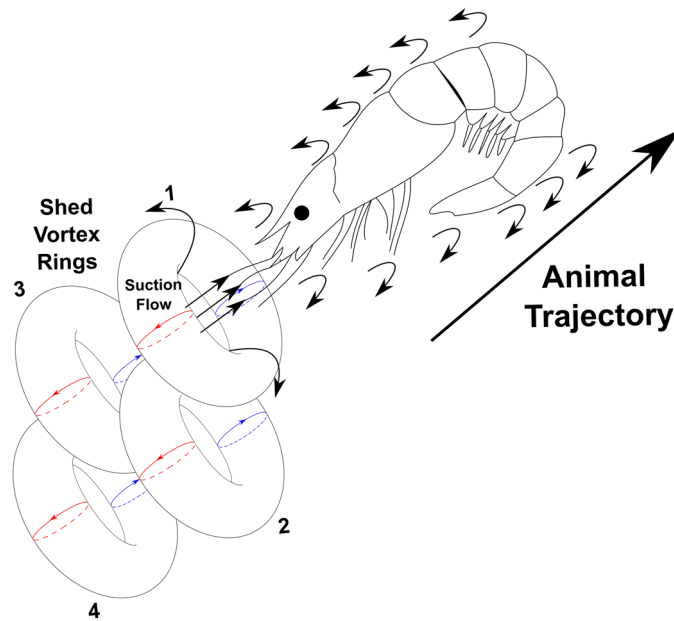 1
Shed
Vortex
Rings
3
Suction
Flow
Animal
Trajectory
2
4